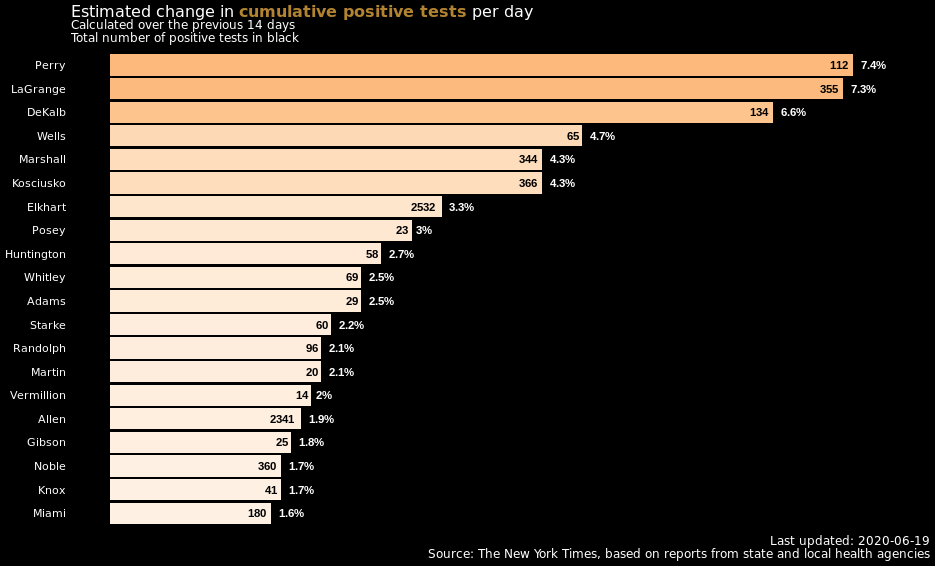 Estimated change in cumulative positive tests per day
Calculated over the previous 14 days
Total number of positive tests in black
Perry 112 7.4%
LaGrange 355 7.3%
DeKalb 134 6.6%
Wells 65 4.7%
Marshall 344 4.3%
Kosciusko 366 4.3%
Elkhart 2532 3.3%
Posey 23 3%
Huntington 58 2.7%
Whitley 69 2.5%
Adams 29 2.5%
Starke 60 2.2%
Randolph 96 2.1%
Martin 20 2.1%
Vermillion 14 2%
Allen 2341 1.9%
Gibson 25 1.8%
Noble 360 1.7%
Knox 41 1.7%
Miami 180 1.6%
Last updated: 2020-06-19
Source: The New York Times, based on reports from state and local health agencies